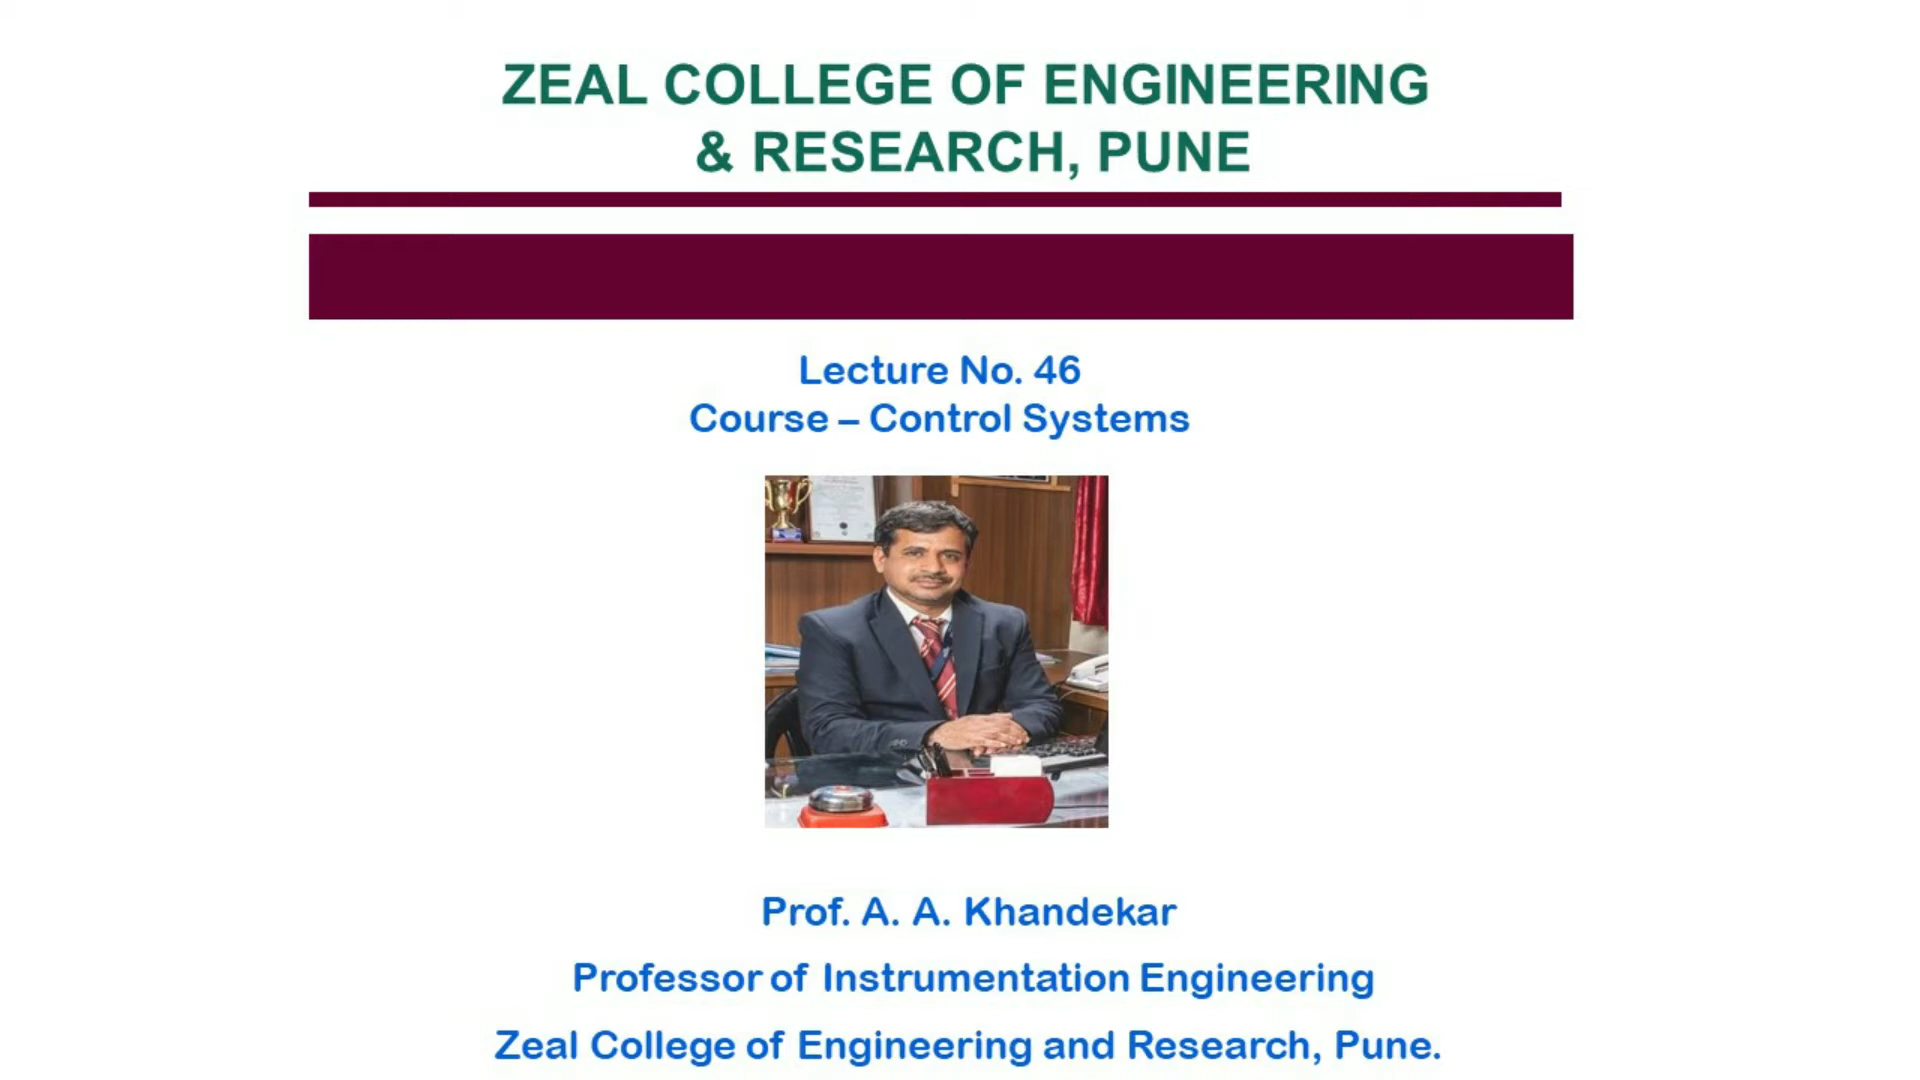 ZEAL COLLEGE OF ENGINEERING
& RESEARCH, PUNE
Lecture No. 46
Course – Control Systems
Prof. A. A. Khandekar
Professor of Instrumentation Engineering
Zeal College of Engineering and Research, Pune.